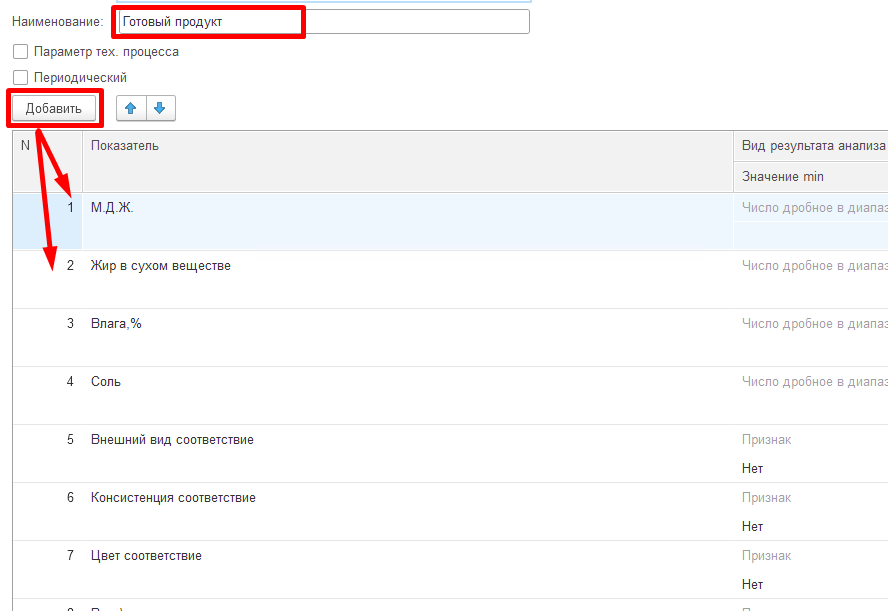 Наименование: Готовый продукт
Параметр тех. процесса
Периодический
Добавить
N Показатель Вид результата анализа
Значение min
1 М.Д.Ж. Число дробное в диапаз
2 Жир в сухом веществе Число дробное в диапаз
3 Влага,% Число дробное в диапаз
4 Соль Число дробное в диапаз
5 Внешний вид соответствие Признак
Нет
6 Консистенция соответствие Признак
Нет
7 Цвет соответствие Признак
Нет